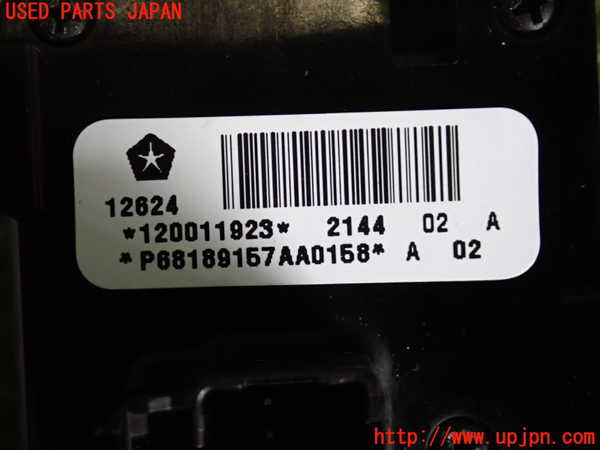 USED PARTS JAPAN
12624
*120011923* 2144 02 A
*P68189157AA0158* A 02
http://www.upjpn.com/